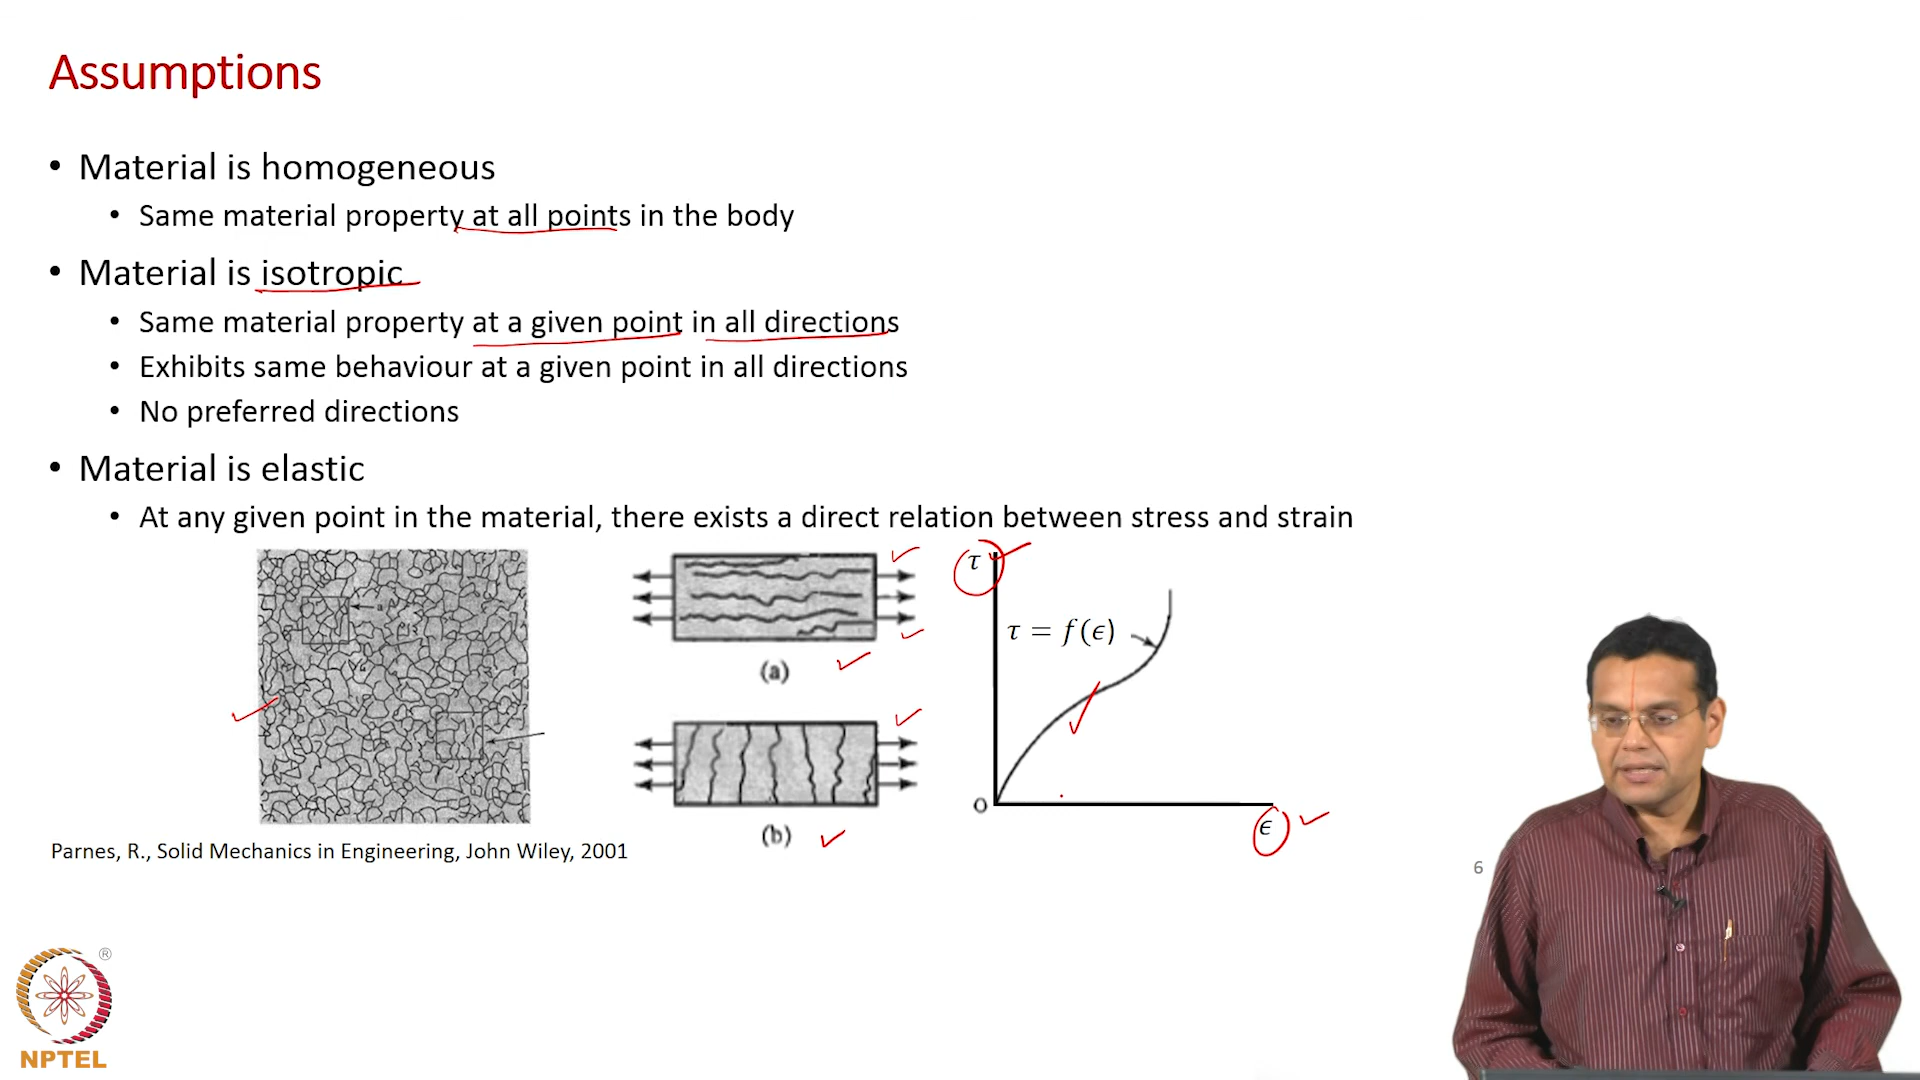 Assumptions
• Material is homogeneous
• Same material property at all points in the body
• Material is isotropic
• Same material property at a given point in all directions
• Exhibits same behaviour at a given point in all directions
• No preferred directions
• Material is elastic
• At any given point in the material, there exists a direct relation between stress and strain
a
(a)
(b)
τ
τ = f(ϵ)
O
ϵ
Parnes, R., Solid Mechanics in Engineering, John Wiley, 2001
6
®
NPTEL